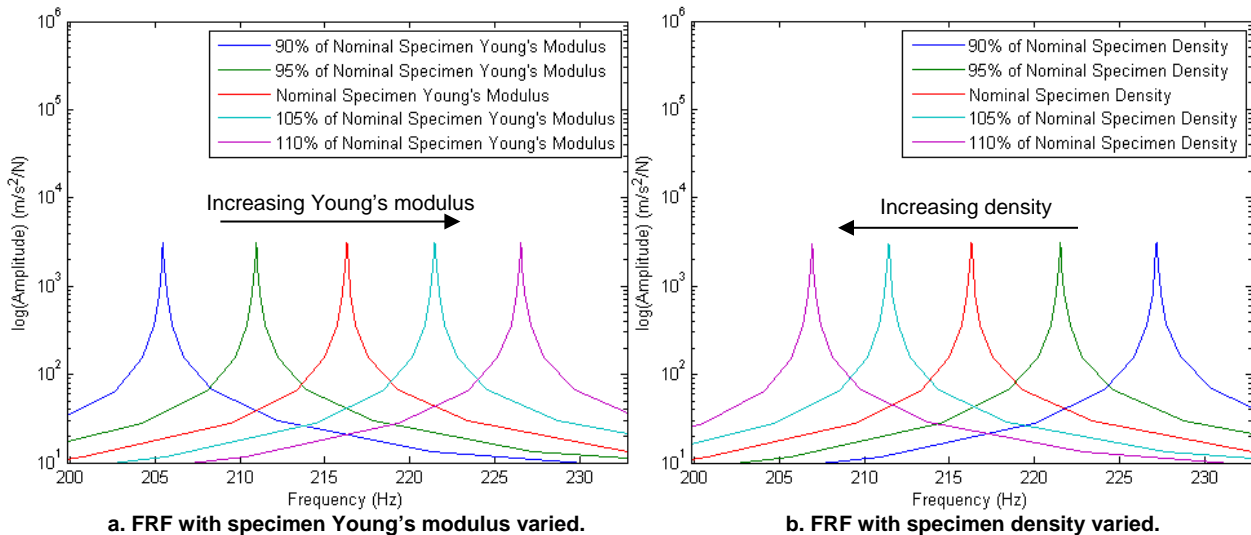 10^6
10^5
10^4
10^3
10^2
10^1
log(Amplitude) (m/s^2/N)
90% of Nominal Specimen Young's Modulus
95% of Nominal Specimen Young's Modulus
Nominal Specimen Young's Modulus
105% of Nominal Specimen Young's Modulus
110% of Nominal Specimen Young's Modulus
Increasing Young's modulus
200 205 210 215 220 225 230
Frequency (Hz)
a. FRF with specimen Young's modulus varied.
10^6
10^5
10^4
10^3
10^2
10^1
log(Amplitude) (m/s^2/N)
90% of Nominal Specimen Density
95% of Nominal Specimen Density
Nominal Specimen Density
105% of Nominal Specimen Density
110% of Nominal Specimen Density
Increasing density
200 205 210 215 220 225 230
Frequency (Hz)
b. FRF with specimen density varied.